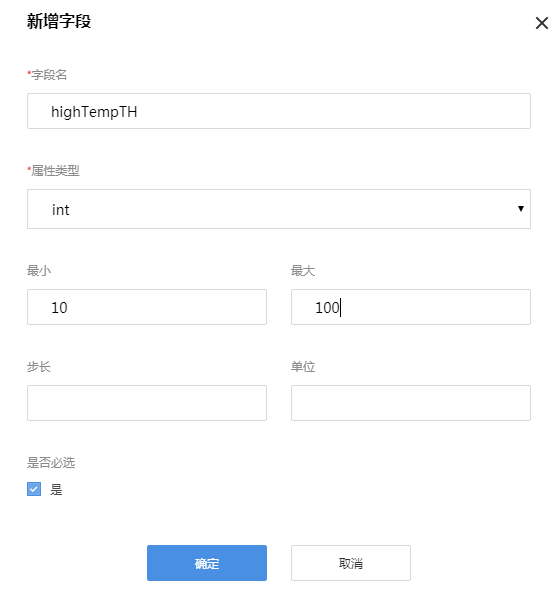 新增字段
*字段名
highTempTH
*属性类型
int
最小 最大
10 100
步长 单位
是否必选
是
确定 取消